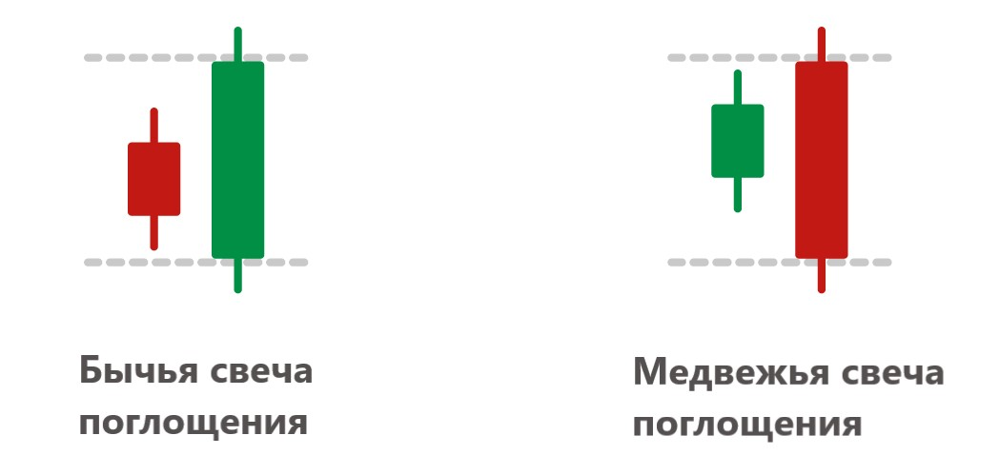 Бычья свеча
поглощения
Медвежья свеча
поглощения